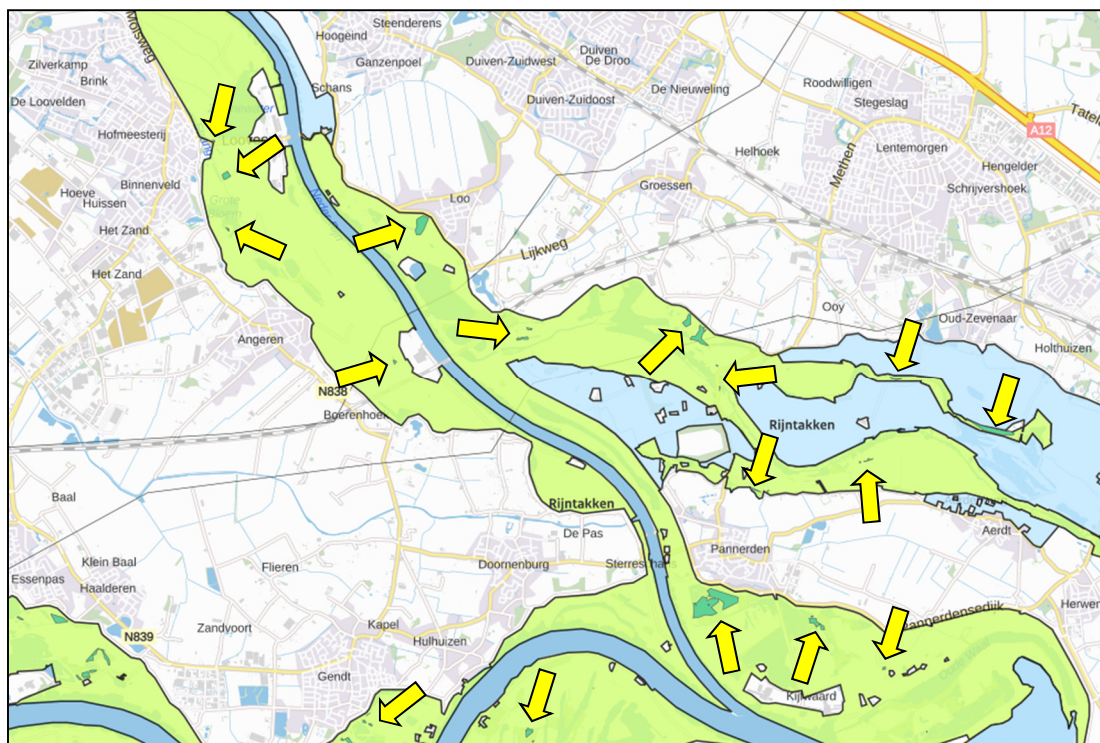 Steenderens
Hoogeind
Ganzenpoel
Zilverkamp
Brink
De Loovelden
Schans
Duiven-Zuidwest
Duiven
De Droo
De Nieuweling
Duiven-Zuidoost
Roodwilligen
Stegeslag
A12
Hofmeesterij
Helhoek
Lentemorgen
Methen
Hengelder
Schrijvershoek
Binnenveld
Hoeve
Huissen
Grote
Bloem
Loo
Groessen
Het Zand
Lijkweg
Het Zand
Ooy
Oud-Zevenaar
Angeren
Holthuizen
N838
Boerenhoek
Rijntakken
Baal
Rijntakken
De Pas
Aerdt
Pannerden
Klein Baal
Essenpas
Haalderen
Flieren
Doornenburg
Zandvoort
Kapel
N839
Hulhuizen
Gendt
Kijfwaard